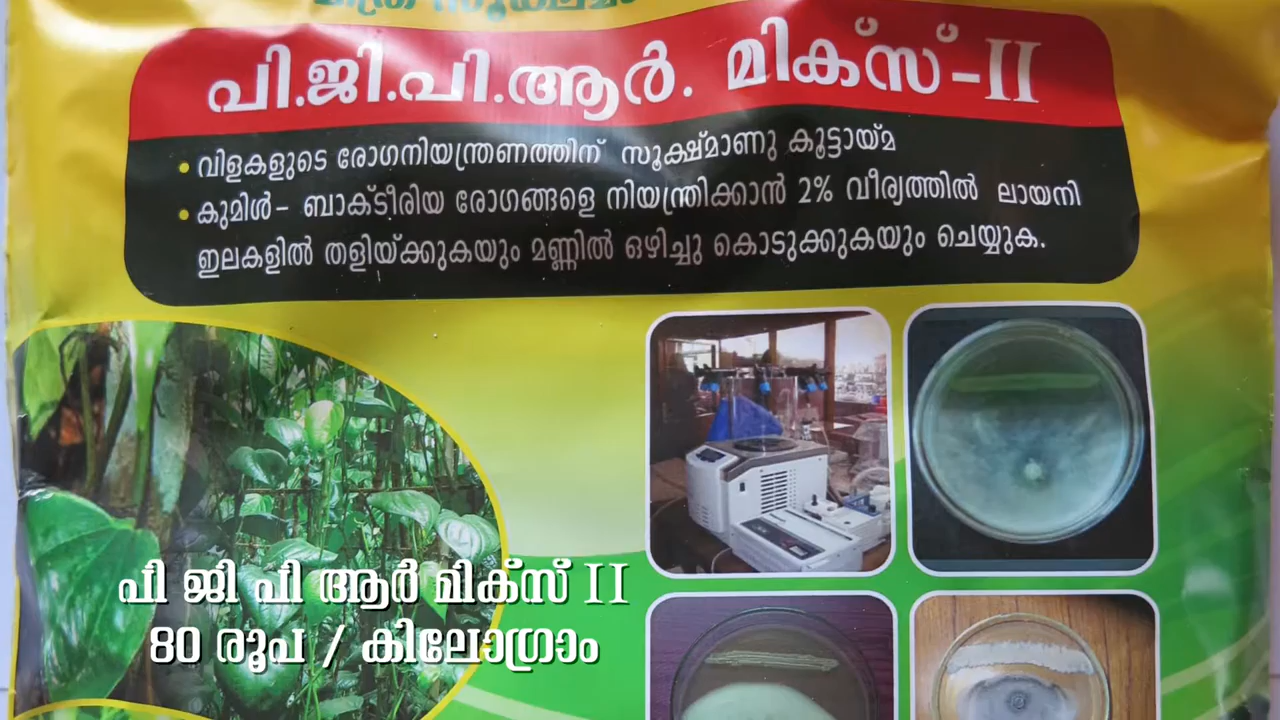 പി.ജി.പി.ആർ. മിക്സ്-II
• വിളകളുടെ രോഗനിയന്ത്രണത്തിന് സൂക്ഷ്മാണു കൂട്ടായ്മ
• കുമിൾ- ബാക്ടീരിയ രോഗങ്ങളെ നിയന്ത്രിക്കാൻ 2% വീര്യത്തിൽ ലായനി
ഇലകളിൽ തളിയ്ക്കുകയും മണ്ണിൽ ഒഴിച്ചു കൊടുക്കുകയും ചെയ്യുക.
പി ജി പി ആർ മിക്സ് II
80 രൂപ / കിലോഗ്രാം